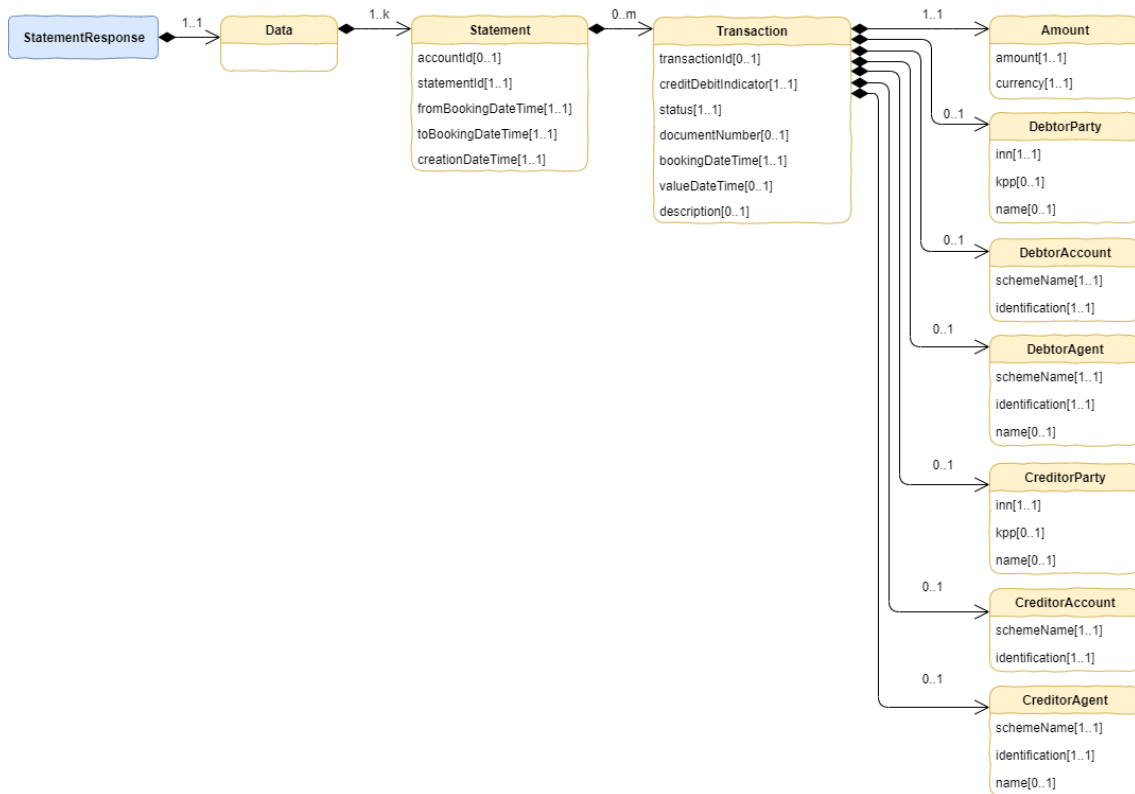 StatementResponse
1..1
Data
1..k
Statement
accountId[0..1]
statementId[1..1]
fromBookingDateTime[1..1]
toBookingDateTime[1..1]
creationDateTime[1..1]
0..m
Transaction
transactionId[0..1]
creditDebitIndicator[1..1]
status[1..1]
documentNumber[0..1]
bookingDateTime[1..1]
valueDateTime[0..1]
description[0..1]
1..1
Amount
amount[1..1]
currency[1..1]
0..1
DebtorParty
inn[1..1]
kpp[0..1]
name[0..1]
0..1
DebtorAccount
schemeName[1..1]
identification[1..1]
0..1
DebtorAgent
schemeName[1..1]
identification[1..1]
name[0..1]
0..1
CreditorParty
inn[1..1]
kpp[0..1]
name[0..1]
0..1
CreditorAccount
schemeName[1..1]
identification[1..1]
0..1
CreditorAgent
schemeName[1..1]
identification[1..1]
name[0..1]